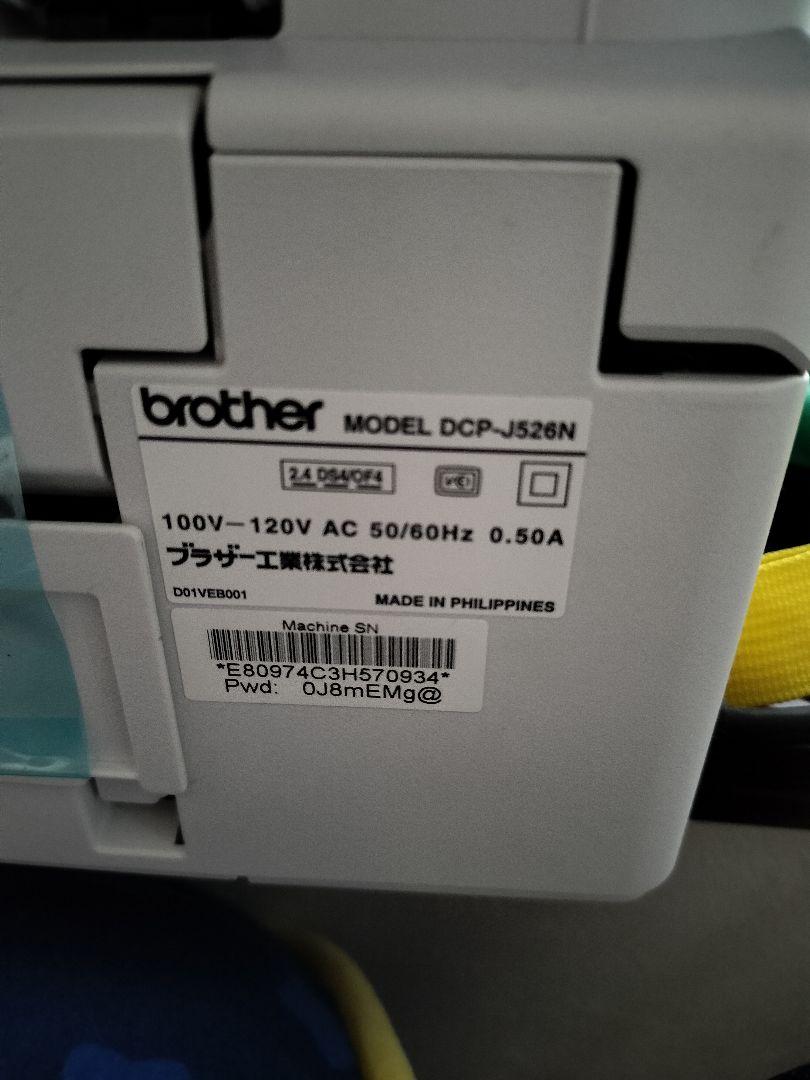 brother MODEL DCP-J526N
2.4 DS4/OF4
100V-120V AC 50/60Hz 0.50A
ブラザー工業株式会社
D01VEB001 MADE IN PHILIPPINES
Machine SN
*E80974C3H570934*
Pwd: 0J8mEMg@